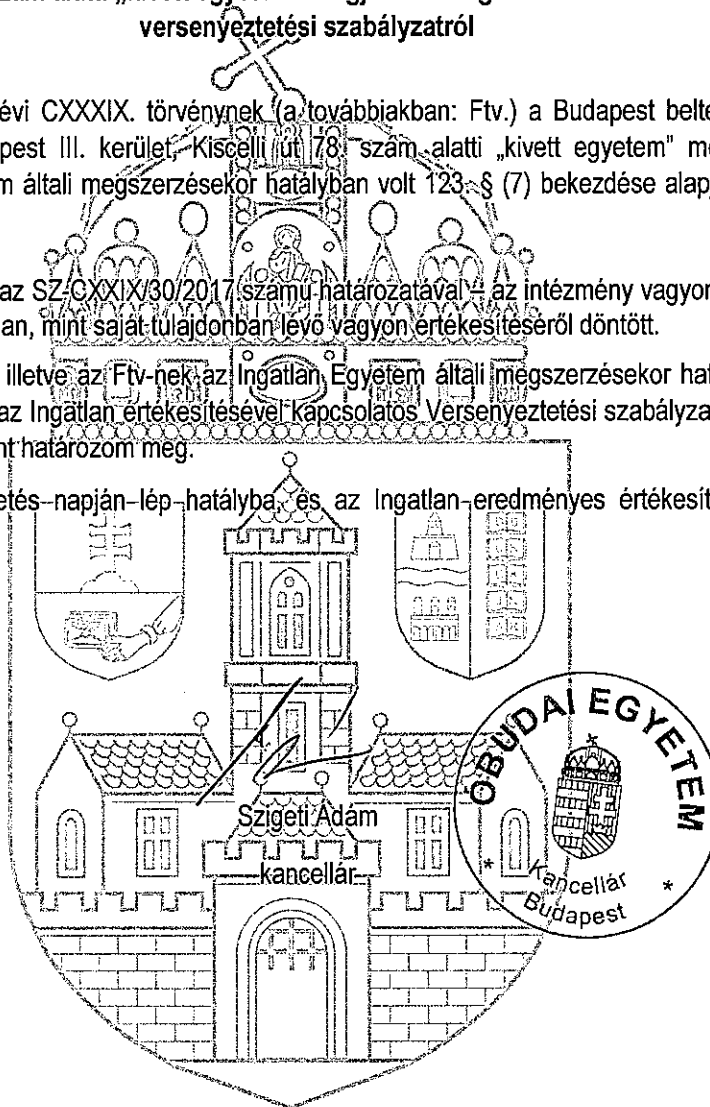 versenyeztetési szabályzatról
évi CXXXIX. törvénynek (a továbbiakban: Ftv.) a Budapest belte
pest III. kerület, Kiscelli út 78. szám alatti „kivett egyetem” me
m általi megszerzésekor hatályban volt 123. § (7) bekezdése alapj
az SZ-CXXIX/30/2017 számú határozatával – az intézmény vagyon
an, mint saját tulajdonban levő vagyon értékesítéséről döntött.
illetve az Ftv-nek az Ingatlan Egyetem általi megszerzésekor hat
az Ingatlan értékesítésével kapcsolatos Versenyeztetési szabályza
nt határozom meg.
etés napján lép hatályba, és az Ingatlan eredményes értékesít
Szigeti Ádám
kancellár
ÓBUDAI EGYETEM
* Kancellár *
Budapest